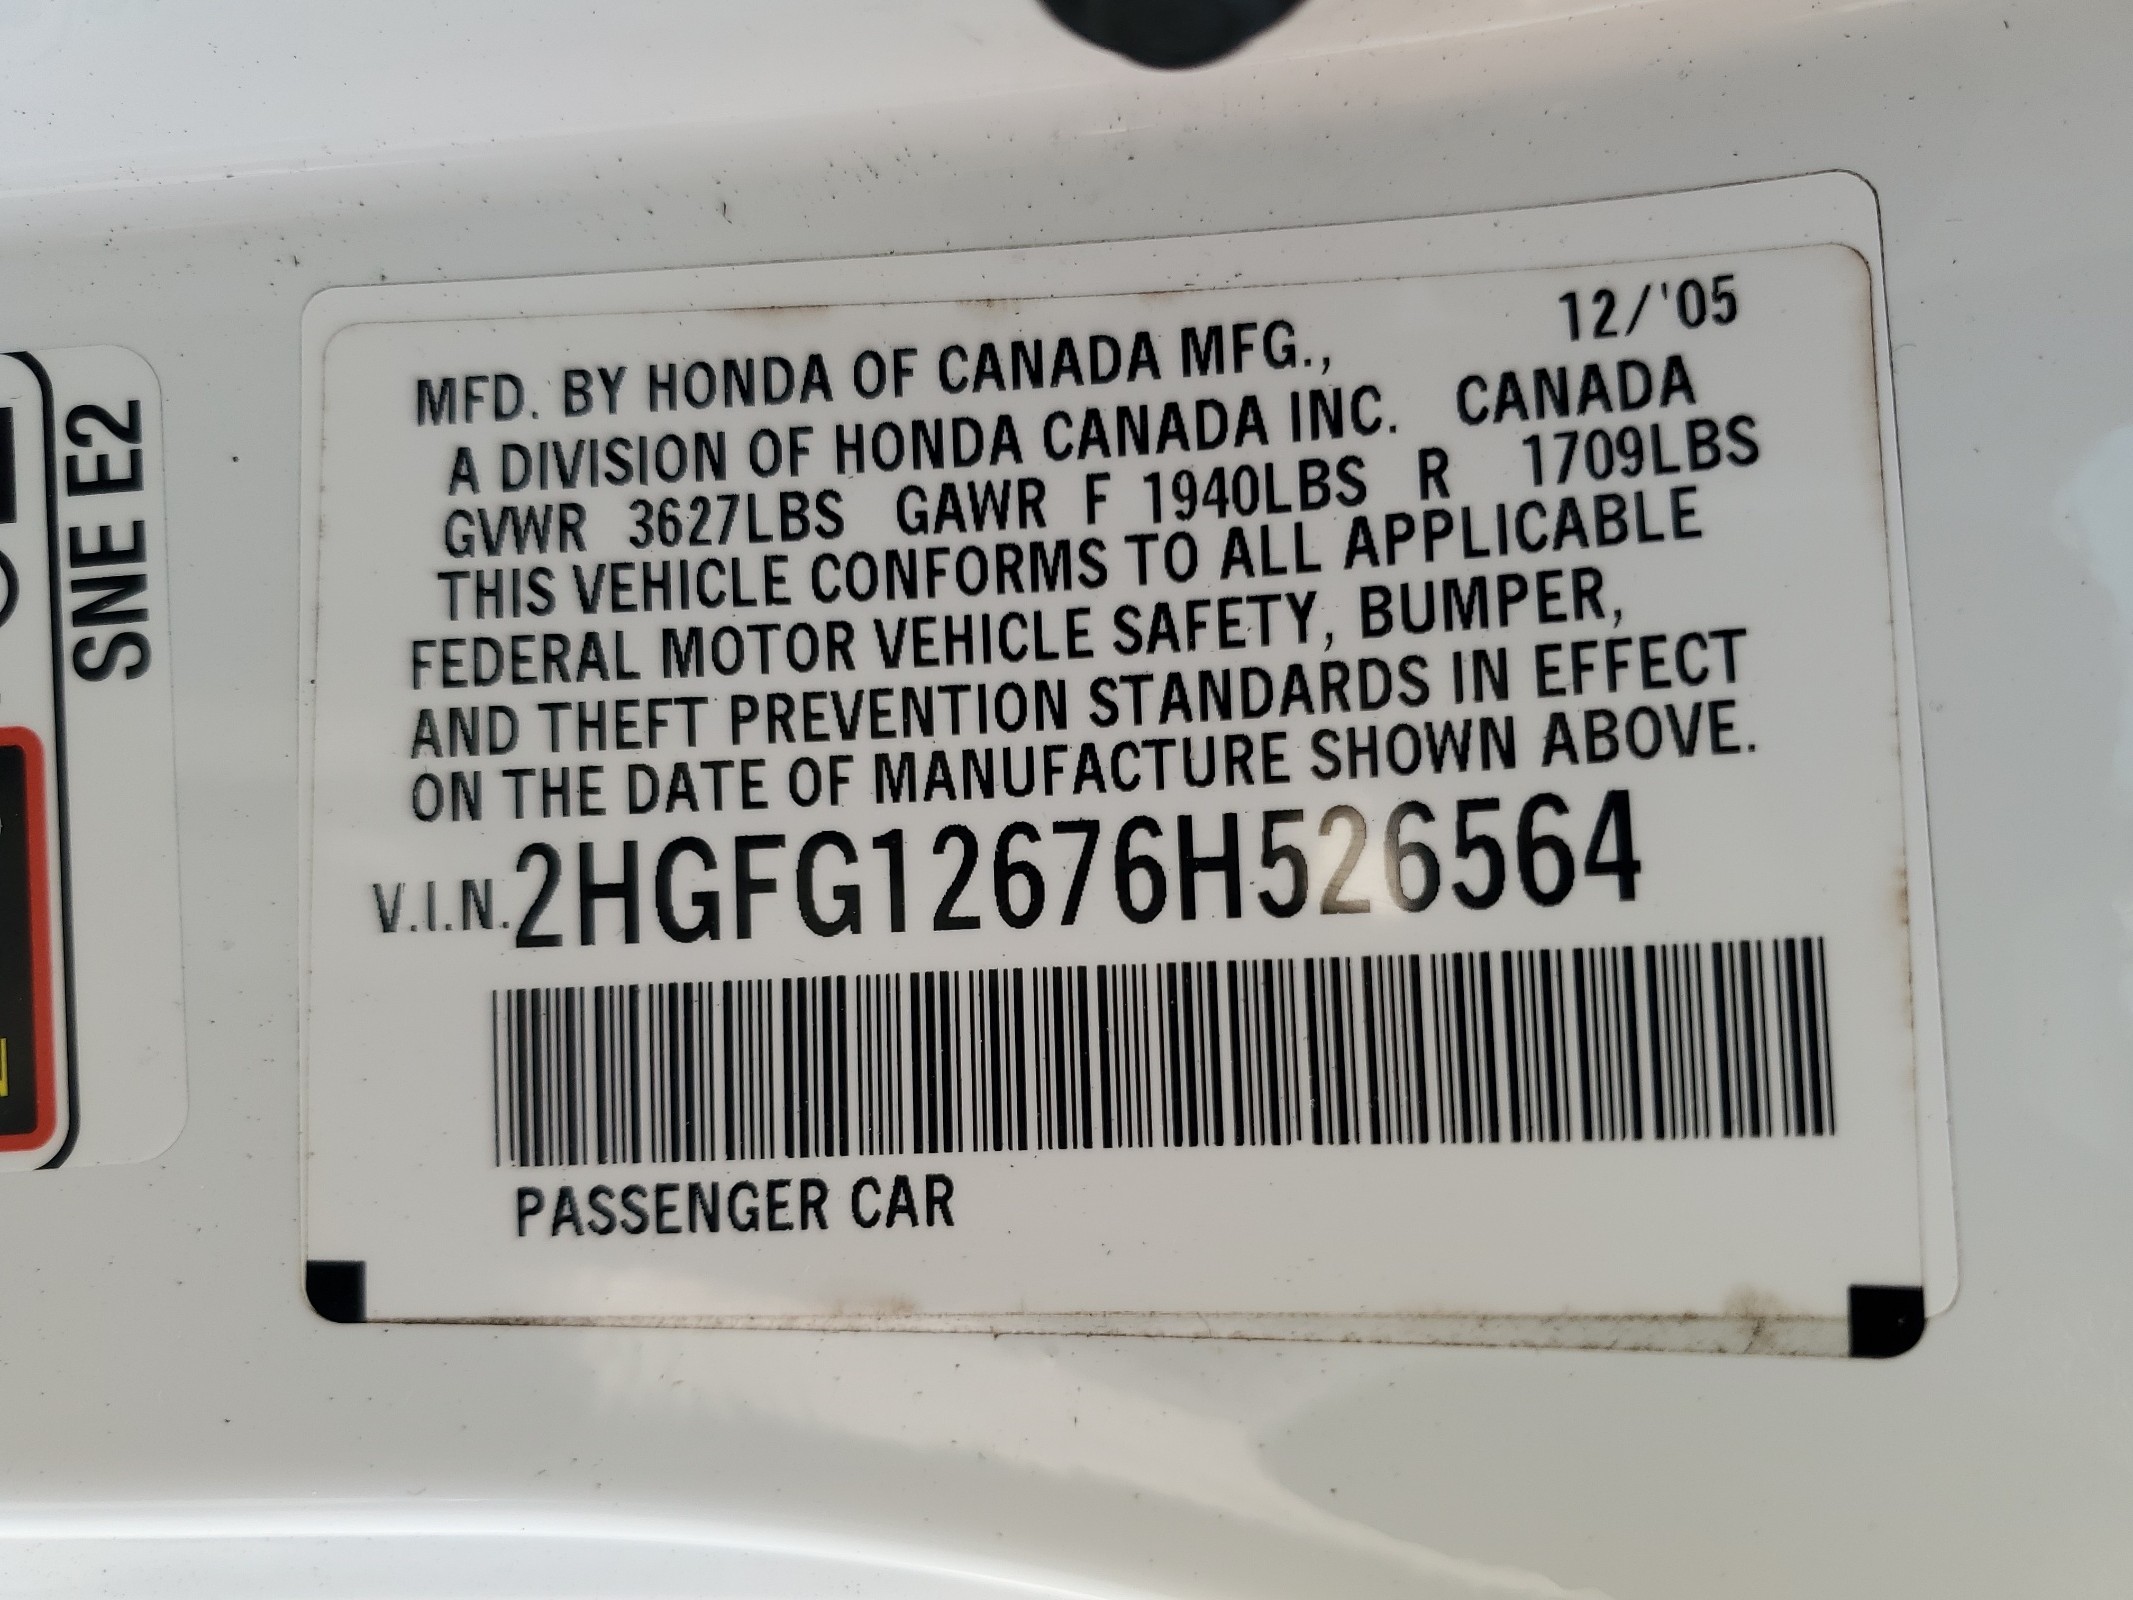 12/'05
MFD. BY HONDA OF CANADA MFG.,
A DIVISION OF HONDA CANADA INC. CANADA
GVWR 3627LBS GAWR F 1940LBS R 1709LBS
THIS VEHICLE CONFORMS TO ALL APPLICABLE
FEDERAL MOTOR VEHICLE SAFETY, BUMPER,
AND THEFT PREVENTION STANDARDS IN EFFECT
ON THE DATE OF MANUFACTURE SHOWN ABOVE.
V.I.N. 2HGFG12676H526564
PASSENGER CAR
SNE E2